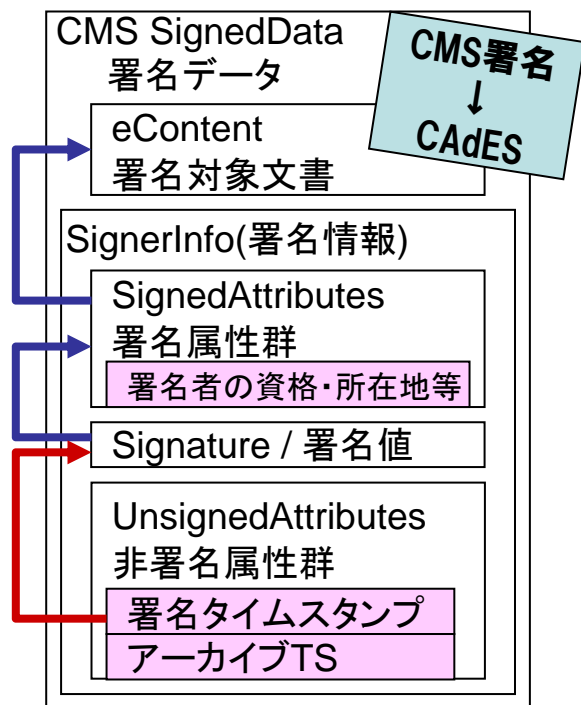 CMS SignedData
署名データ
CMS署名
↓
CAdES
eContent
署名対象文書
SignerInfo(署名情報)
SignedAttributes
署名属性群
署名者の資格・所在地等
Signature / 署名値
UnsignedAttributes
非署名属性群
署名タイムスタンプ
アーカイブTS